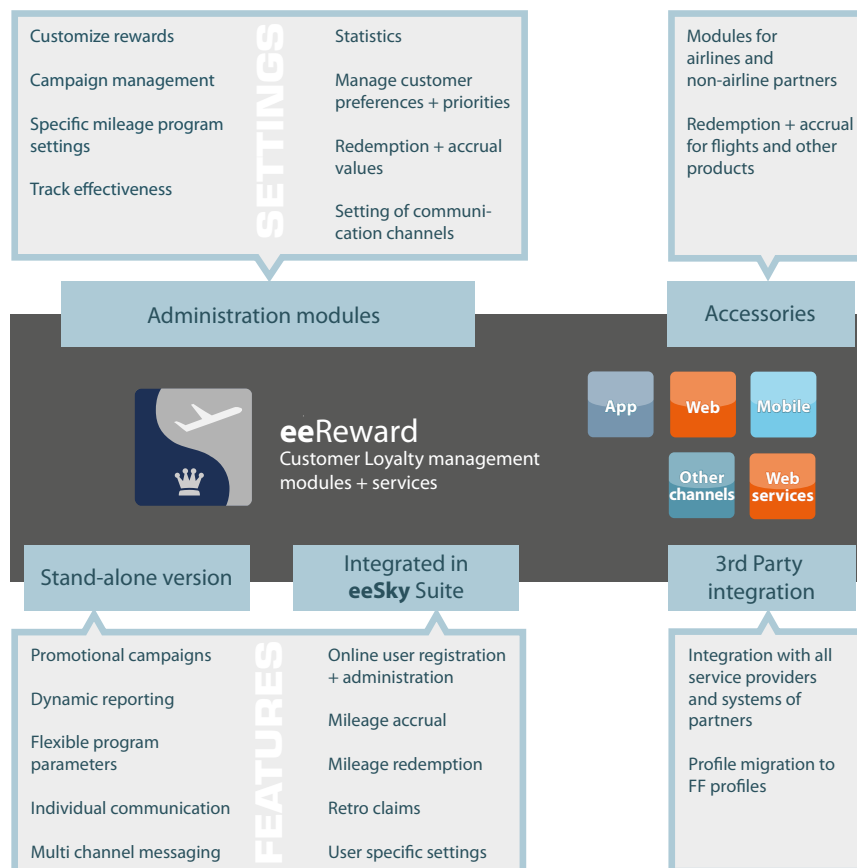 Customize rewards
Campaign management
Specific mileage program
settings
Track effectiveness
SETTINGS
Statistics
Manage customer
preferences + priorities
Redemption + accrual
values
Setting of communi-
cation channels
Modules for
airlines and
non-airline partners
Redemption + accrual
for flights and other
products
Administration modules
Accessories
eeReward
Customer Loyalty management
modules + services
App
Web
Mobile
Other
channels
Web
services
Stand-alone version
Integrated in
eeSky Suite
3rd Party
integration
Promotional campaigns
Dynamic reporting
Flexible program
parameters
Individual communication
Multi channel messaging
FEATURES
Online user registration
+ administration
Mileage accrual
Mileage redemption
Retro claims
User specific settings
Integration with all
service providers
and systems of
partners
Profile migration to
FF profiles